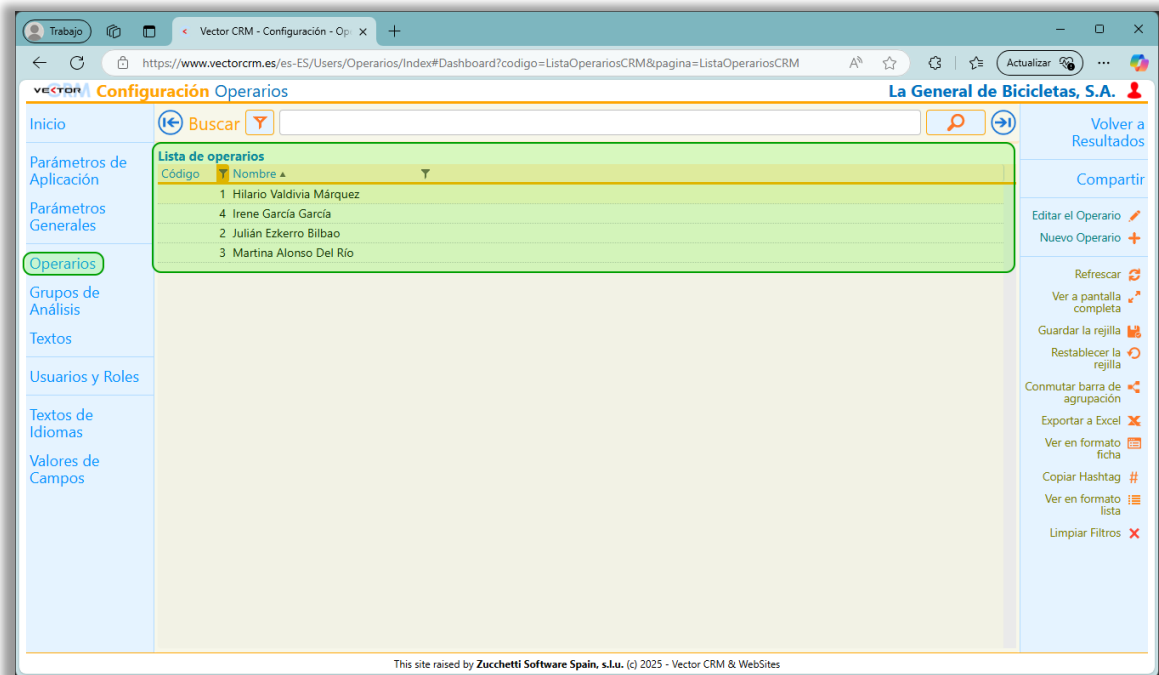 Trabajo
Vector CRM - Configuración - Op
https://www.vectorcrm.es/es-ES/Users/Operarios/Index#Dashboard?codigo=ListaOperariosCRM&pagina=ListaOperariosCRM
Actualizar
VECTOR CRM Configuración Operarios
La General de Bicicletas, S.A.
Inicio
Parámetros de
Aplicación
Parámetros
Generales
Operarios
Grupos de
Análisis
Textos
Usuarios y Roles
Textos de
Idiomas
Valores de
Campos
Buscar
Lista de operarios
Código Nombre
1 Hilario Valdivia Márquez
4 Irene García García
2 Julián Ezkerro Bilbao
3 Martina Alonso Del Río
Volver a
Resultados
Compartir
Editar el Operario
Nuevo Operario
Refrescar
Ver a pantalla
completa
Guardar la rejilla
Restablecer la
rejilla
Conmutar barra de
agrupación
Exportar a Excel
Ver en formato
ficha
Copiar Hashtag #
Ver en formato
lista
Limpiar Filtros
This site raised by Zucchetti Software Spain, s.l.u. (c) 2025 - Vector CRM & WebSites